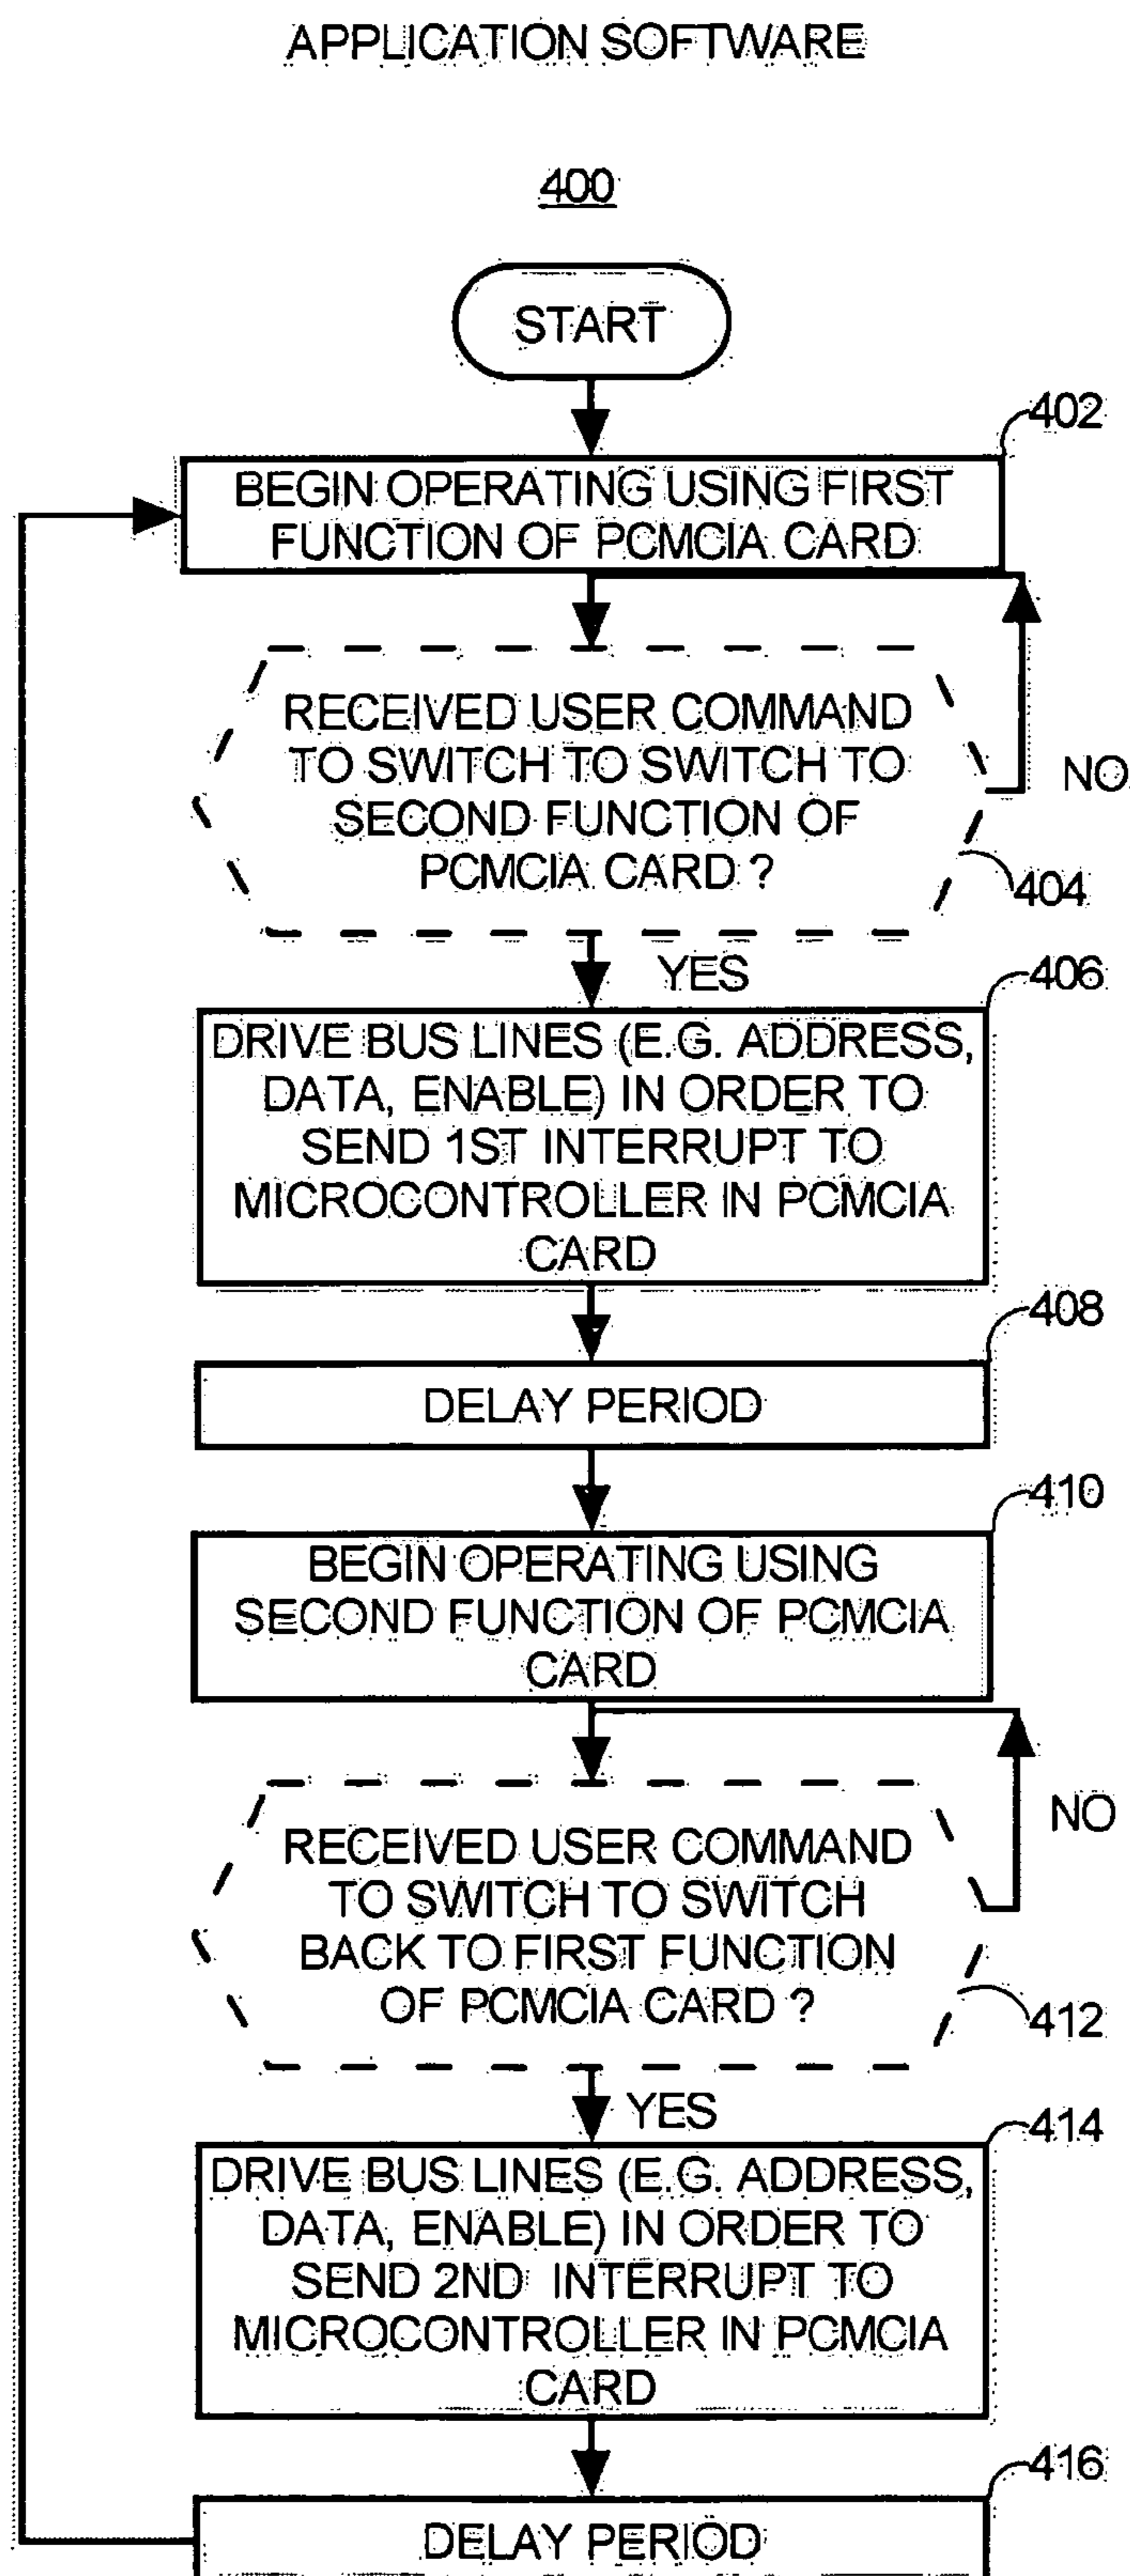 APPLICATION SOFTWARE
400
START
402
BEGIN OPERATING USING FIRST
FUNCTION OF PCMCIA CARD
RECEIVED USER COMMAND
TO SWITCH TO SWITCH TO
SECOND FUNCTION OF
PCMCIA CARD ?
NO
404
YES
406
DRIVE BUS LINES (E.G. ADDRESS,
DATA, ENABLE) IN ORDER TO
SEND 1ST INTERRUPT TO
MICROCONTROLLER IN PCMCIA
CARD
408
DELAY PERIOD
410
BEGIN OPERATING USING
SECOND FUNCTION OF PCMCIA
CARD
RECEIVED USER COMMAND
TO SWITCH TO SWITCH
BACK TO FIRST FUNCTION
OF PCMCIA CARD ?
NO
412
YES
414
DRIVE BUS LINES (E.G. ADDRESS,
DATA, ENABLE) IN ORDER TO
SEND 2ND INTERRUPT TO
MICROCONTROLLER IN PCMCIA
CARD
416
DELAY PERIOD